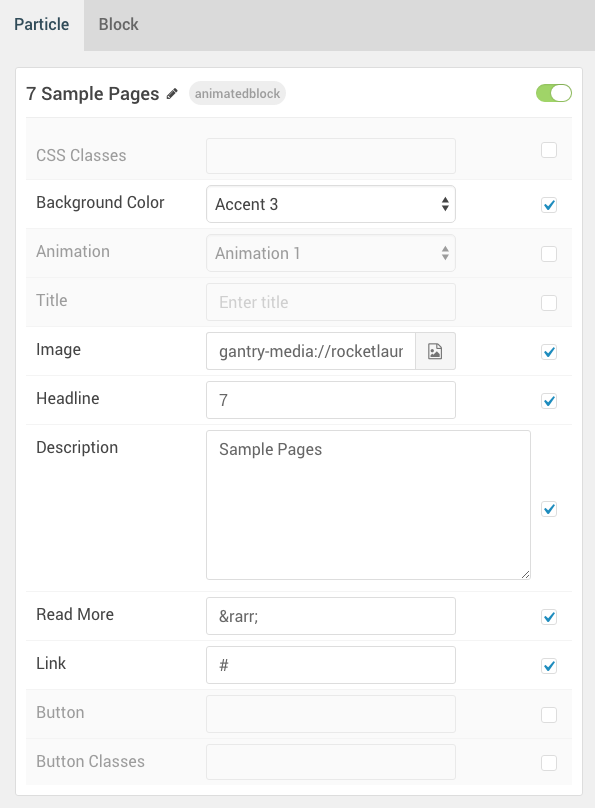 Particle Block
7 Sample Pages animatedblock
CSS Classes
Background Color Accent 3
Animation Animation 1
Title Enter title
Image gantry-media://rocketlaur
Headline 7
Description Sample Pages
Read More &rarr;
Link #
Button
Button Classes